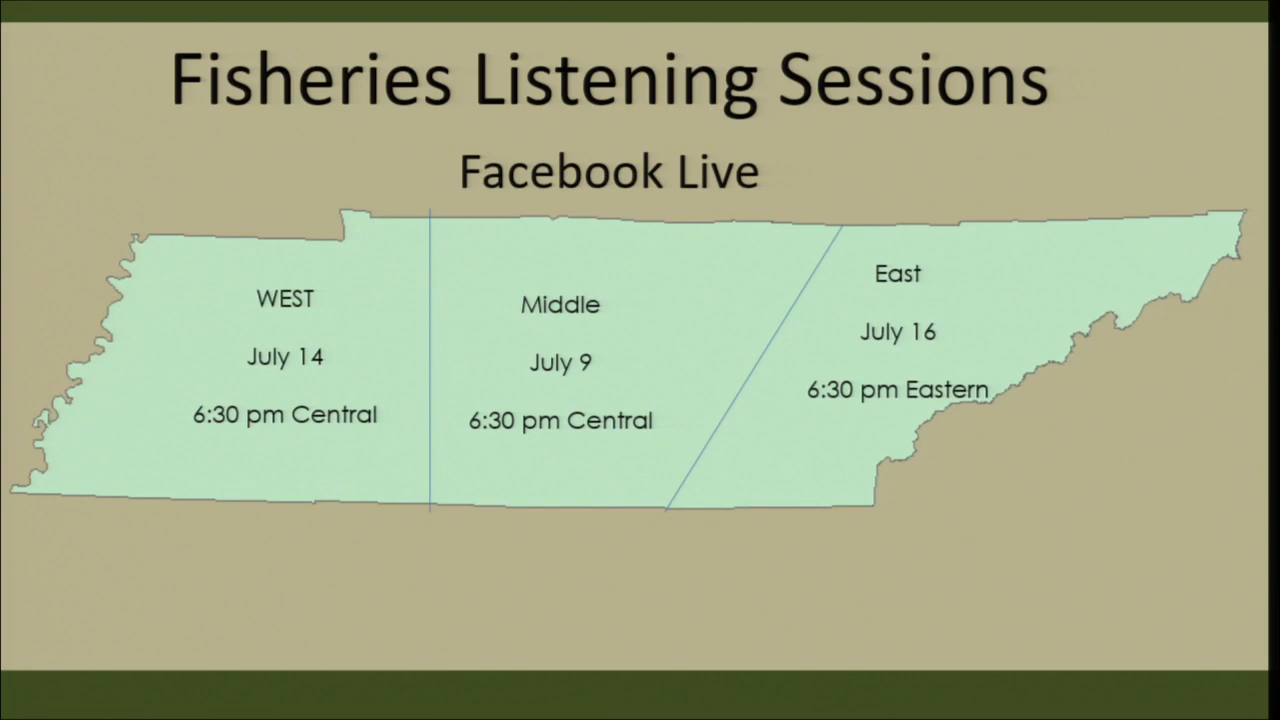 Fisheries Listening Sessions
Facebook Live
WEST
July 14
6:30 pm Central
Middle
July 9
6:30 pm Central
East
July 16
6:30 pm Eastern